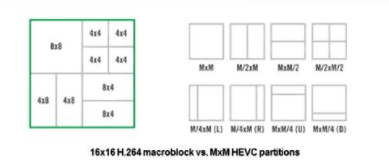 8x8
4x4 4x4
4x4 4x4
4x8 4x8
8x4
8x4
MxM M/2xM MxM/2 M/2xM/2
M/4xM (L) M/4xM (R) MxM/4 (U) MxM/4 (D)
16x16 H.264 macroblock vs. MxM HEVC partitions